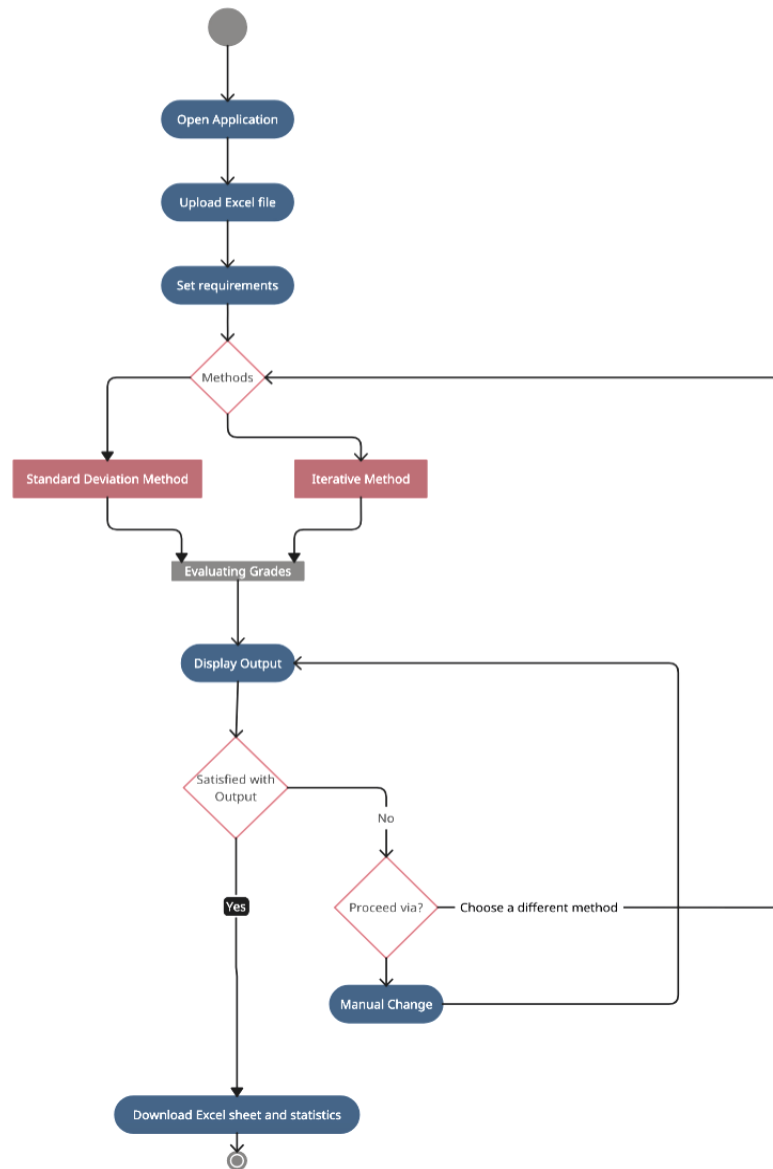 Open Application
Upload Excel file
Set requirements
Methods
Standard Deviation Method
Iterative Method
Evaluating Grades
Display Output
Satisfied with
Output
No
Yes
Proceed via?
Choose a different method
Manual Change
Download Excel sheet and statistics